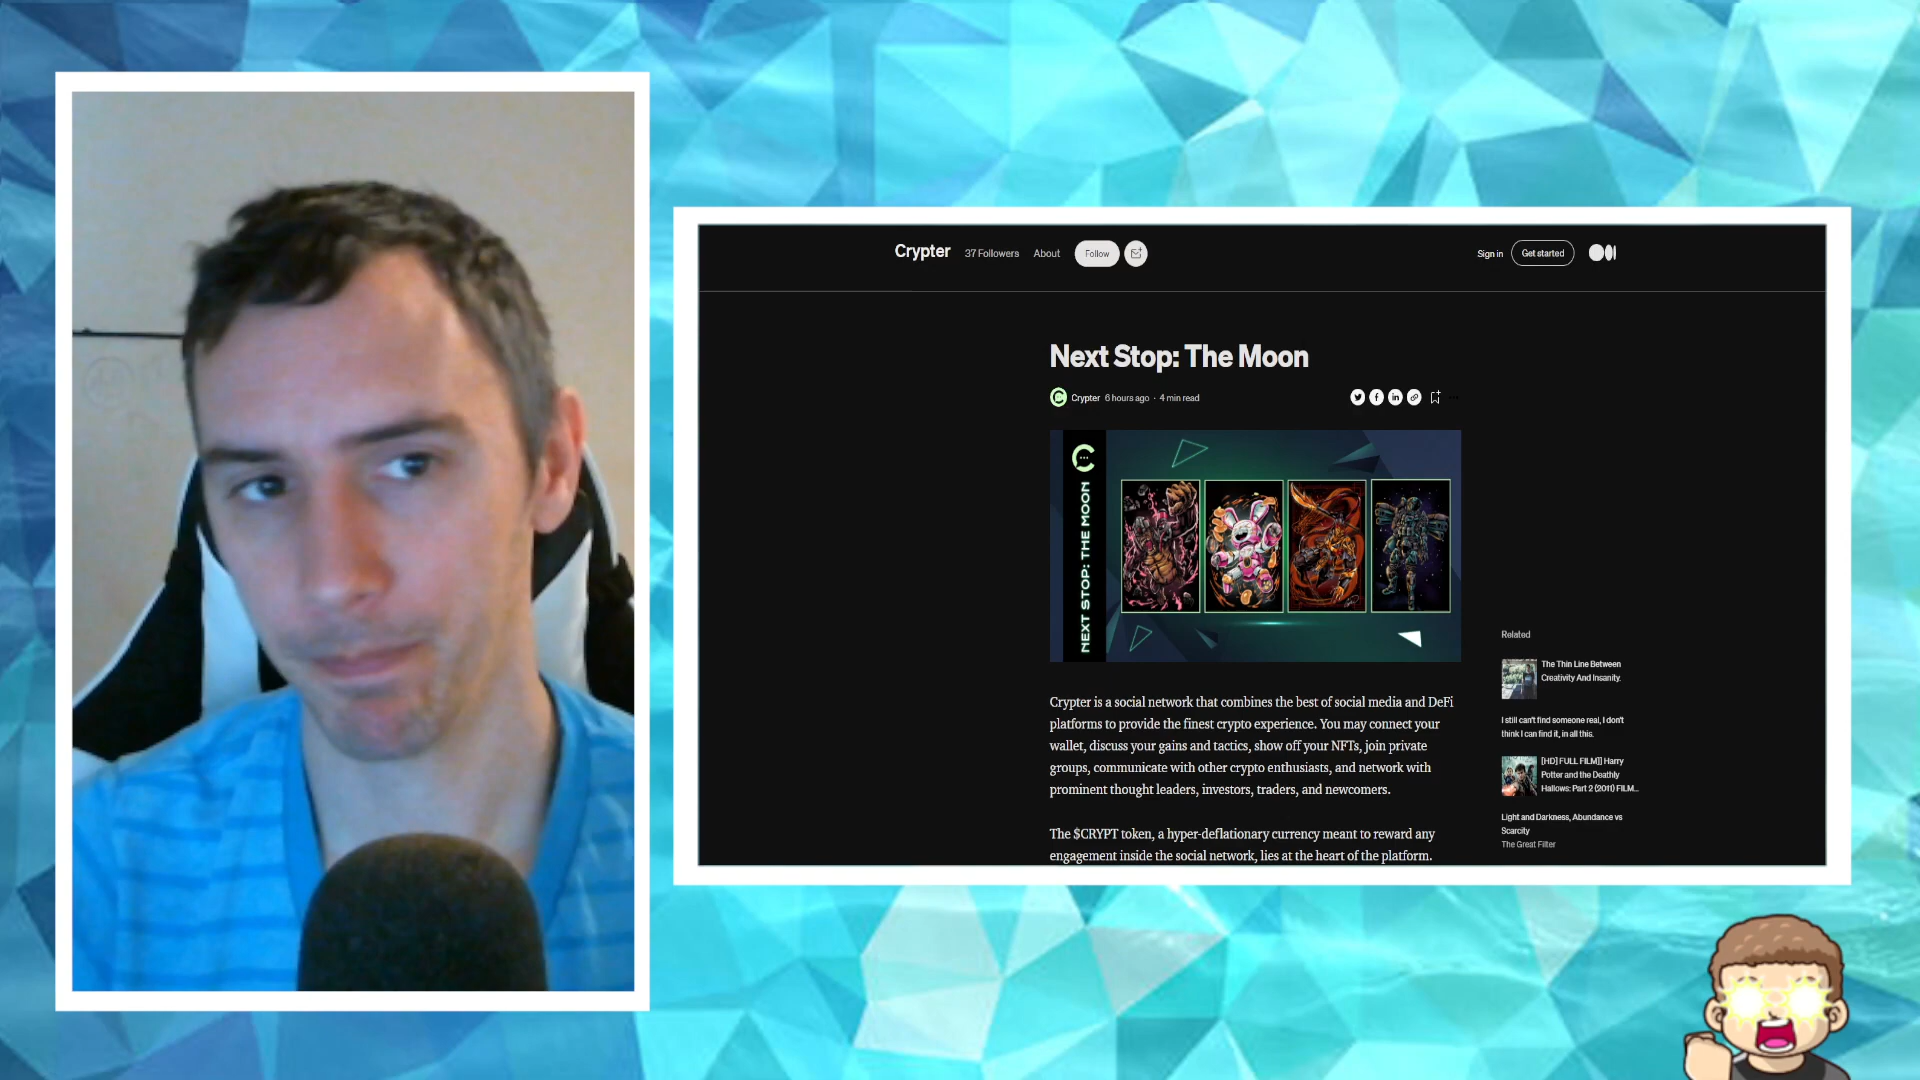 Crypter 37 Followers About Follow
Sign in Get started
Next Stop: The Moon
Crypter 6 hours ago · 4 min read
NEXT STOP: THE MOON
Crypter is a social network that combines the best of social media and DeFi
platforms to provide the finest crypto experience. You may connect your
wallet, discuss your gains and tactics, show off your NFTs, join private
groups, communicate with other crypto enthusiasts, and network with
prominent thought leaders, investors, traders, and newcomers.
The $CRYPT token, a hyper-deflationary currency meant to reward any
engagement inside the social network, lies at the heart of the platform.
Related
The Thin Line Between
Creativity And Insanity.
I still can't find someone real, I don't
think I can find it, in all this.
[HD] FULL FILM]] Harry
Potter and the Deathly
Hallows: Part 2 (2011) FILM...
Light and Darkness, Abundance vs
Scarcity
The Great Filter